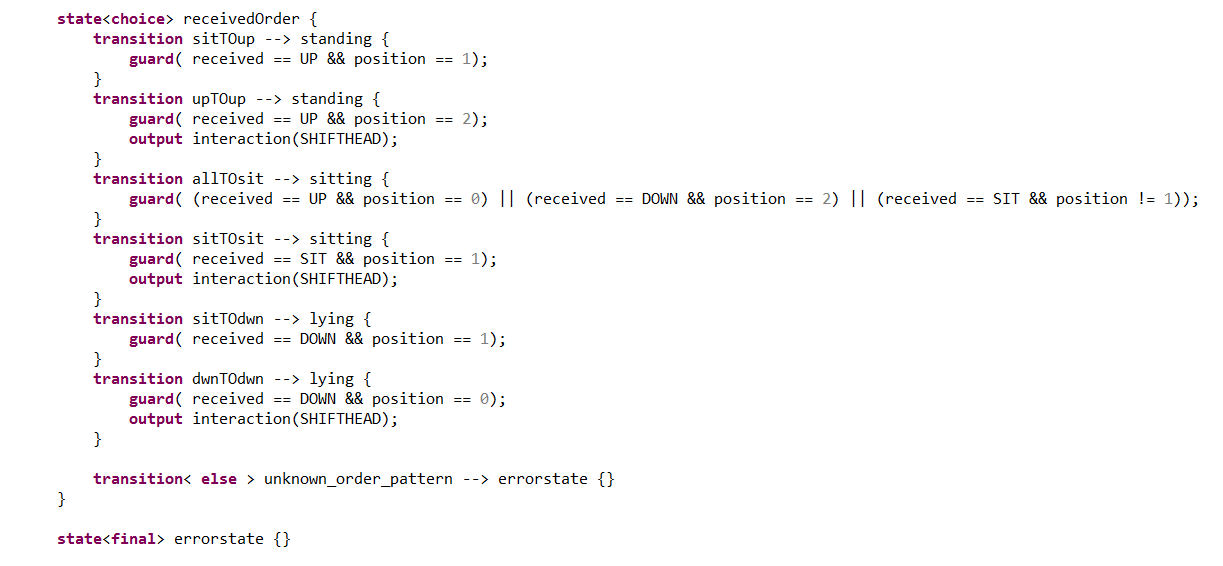 state<choice> receivedOrder {
    transition sitTOup --> standing {
        guard( received == UP && position == 1);
    }
    transition upTOup --> standing {
        guard( received == UP && position == 2);
        output interaction(SHIFTHEAD);
    }
    transition allTOsit --> sitting {
        guard( (received == UP && position == 0) || (received == DOWN && position == 2) || (received == SIT && position != 1));
    }
    transition sitTOsit --> sitting {
        guard( received == SIT && position == 1);
        output interaction(SHIFTHEAD);
    }
    transition sitTOdwn --> lying {
        guard( received == DOWN && position == 1);
    }
    transition dwnTOdwn --> lying {
        guard( received == DOWN && position == 0);
        output interaction(SHIFTHEAD);
    }

    transition< else > unknown_order_pattern --> errorstate {}
}

state<final> errorstate {}